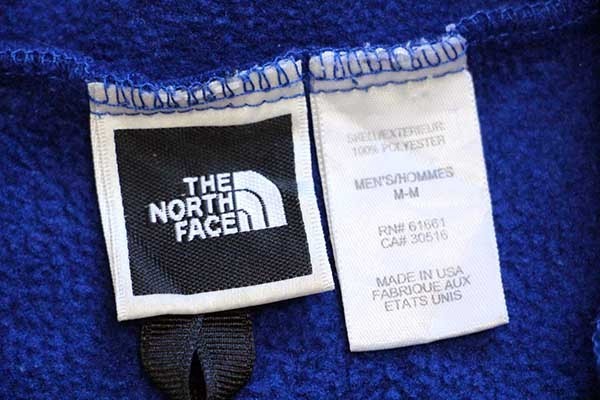 THE
NORTH
FACE
SHELL/EXTERIEUR:
100% POLYESTER
MEN'S/HOMMES
M-M
RN# 61661
CA# 30516
MADE IN USA
FABRIQUE AUX
ETATS UNIS